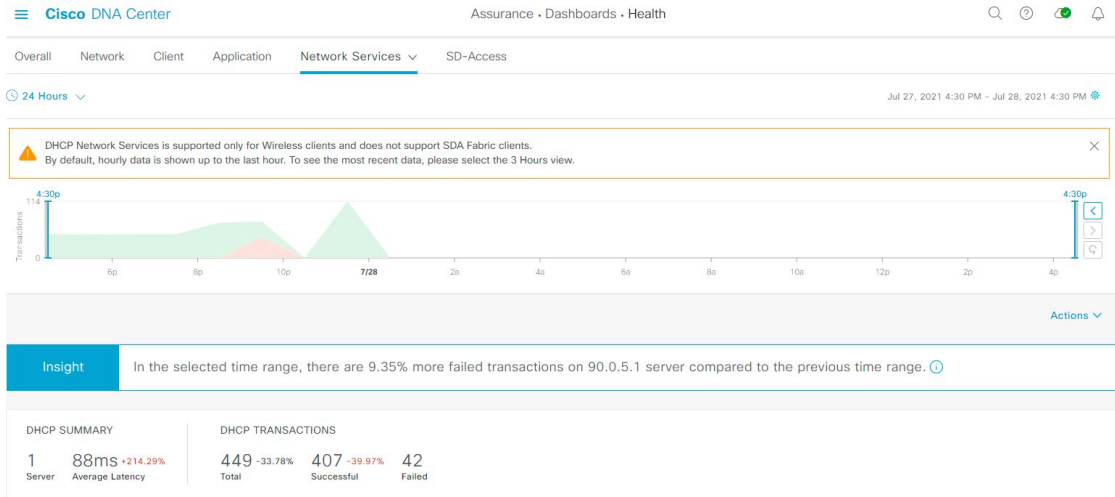 Cisco DNA Center
Assurance • Dashboards • Health
Overall Network Client Application Network Services SD-Access
24 Hours
Jul 27, 2021 4:30 PM - Jul 28, 2021 4:30 PM
DHCP Network Services is supported only for Wireless clients and does not support SDA Fabric clients.
By default, hourly data is shown up to the last hour. To see the most recent data, please select the 3 Hours view.
4:30p 4:30p
114
Transactions
0
6p 8p 10p 7/28 2a 4a 6a 8a 10a 12p 2p 4p
Actions
Insight In the selected time range, there are 9.35% more failed transactions on 90.0.5.1 server compared to the previous time range.
DHCP SUMMARY DHCP TRANSACTIONS
1 88ms +214.29% 449 -33.78% 407 -39.97% 42
Server Average Latency Total Successful Failed